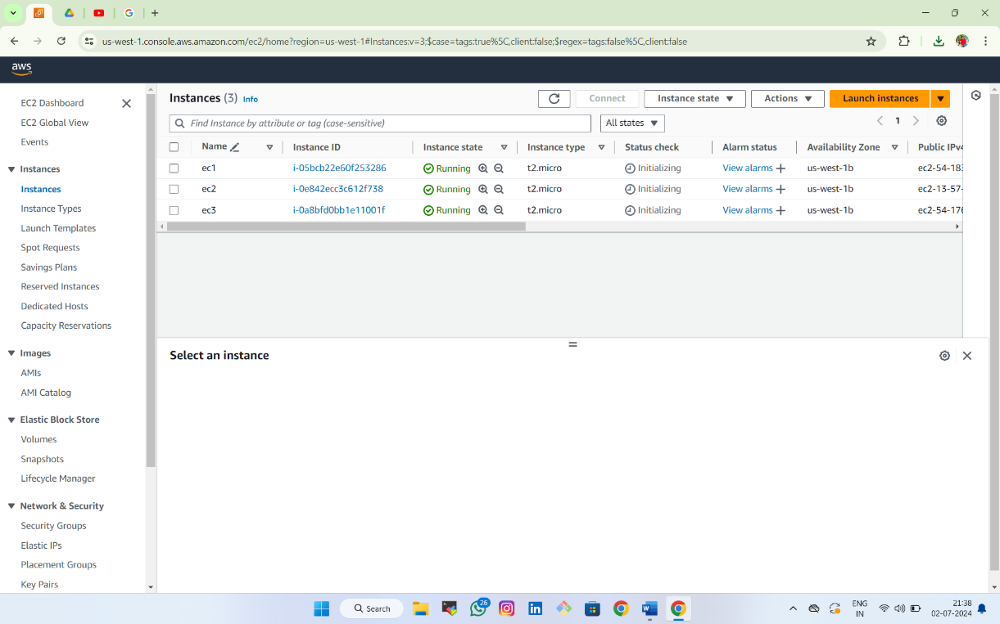 us-west-1.console.aws.amazon.com/ec2/home?region=us-west-1#Instances:v=3;$case=tags:true%5C,client:false;$regex=tags:false%5C,client:false
aws
EC2 Dashboard
EC2 Global View
Events
Instances
Instances
Instance Types
Launch Templates
Spot Requests
Savings Plans
Reserved Instances
Dedicated Hosts
Capacity Reservations
Images
AMIs
AMI Catalog
Elastic Block Store
Volumes
Snapshots
Lifecycle Manager
Network & Security
Security Groups
Elastic IPs
Placement Groups
Key Pairs
Instances (3) Info
Connect Instance state Actions Launch instances
Find Instance by attribute or tag (case-sensitive) All states 1
Name Instance ID Instance state Instance type Status check Alarm status Availability Zone Public IPv4
ec1 i-05bcb22e60f253286 Running t2.micro Initializing View alarms us-west-1b ec2-54-183
ec2 i-0e842ecc3c612f738 Running t2.micro Initializing View alarms us-west-1b ec2-13-57-
ec3 i-0a8bfd0bb1e11001f Running t2.micro Initializing View alarms us-west-1b ec2-54-176
Select an instance
Search 26 ENG 21:38
IN 02-07-2024